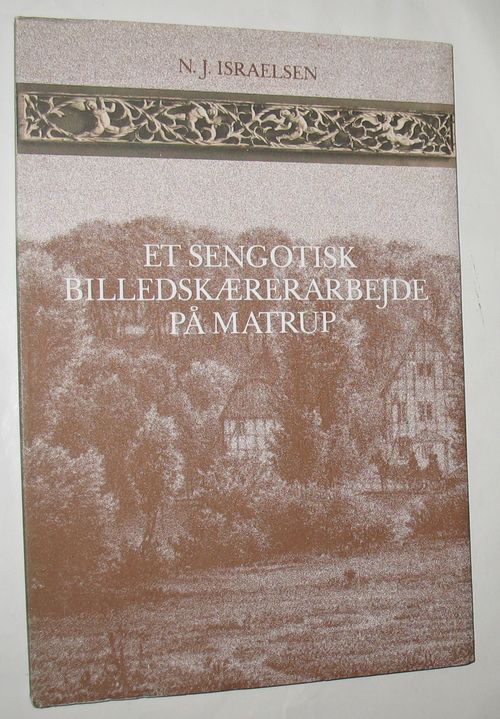 N. J. ISRAELSEN
ET SENGOTISK
BILLEDSKÆRERARBEJDE
PÅ MATRUP